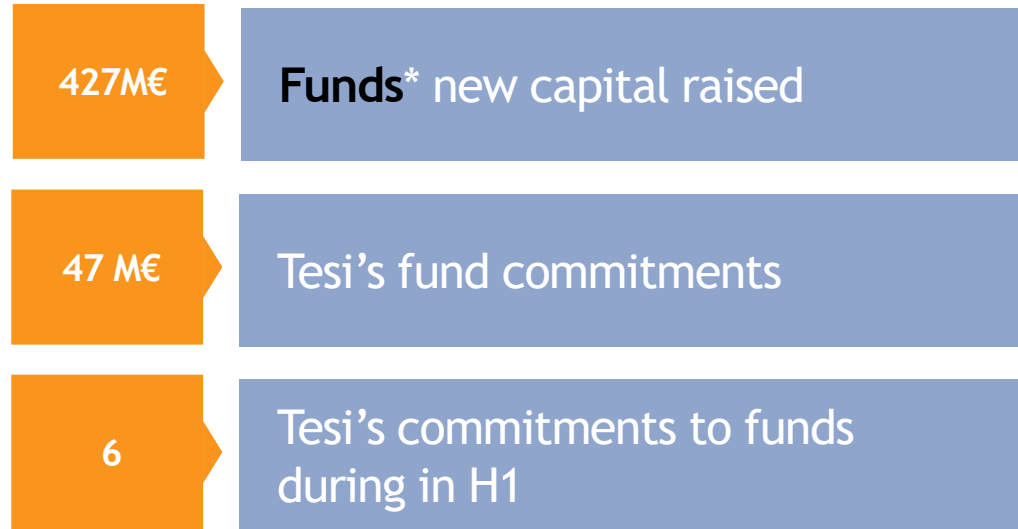 427M€
Funds* new capital raised
47 M€
Tesi's fund commitments
6
Tesi's commitments to funds
during in H1